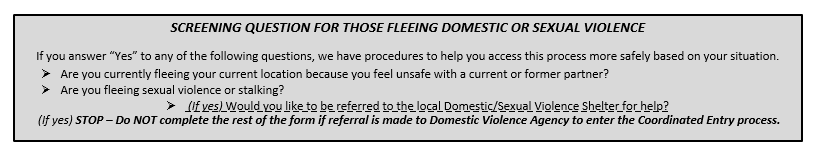 SCREENING QUESTION FOR THOSE FLEEING DOMESTIC OR SEXUAL VIOLENCE
If you answer “Yes” to any of the following questions, we have procedures to help you access this process more safely based on your situation.
➤ Are you currently fleeing your current location because you feel unsafe with a current or former partner?
➤ Are you fleeing sexual violence or stalking?
➤ (If yes) Would you like to be referred to the local Domestic/Sexual Violence Shelter for help?
(If yes) STOP – Do NOT complete the rest of the form if referral is made to Domestic Violence Agency to enter the Coordinated Entry process.